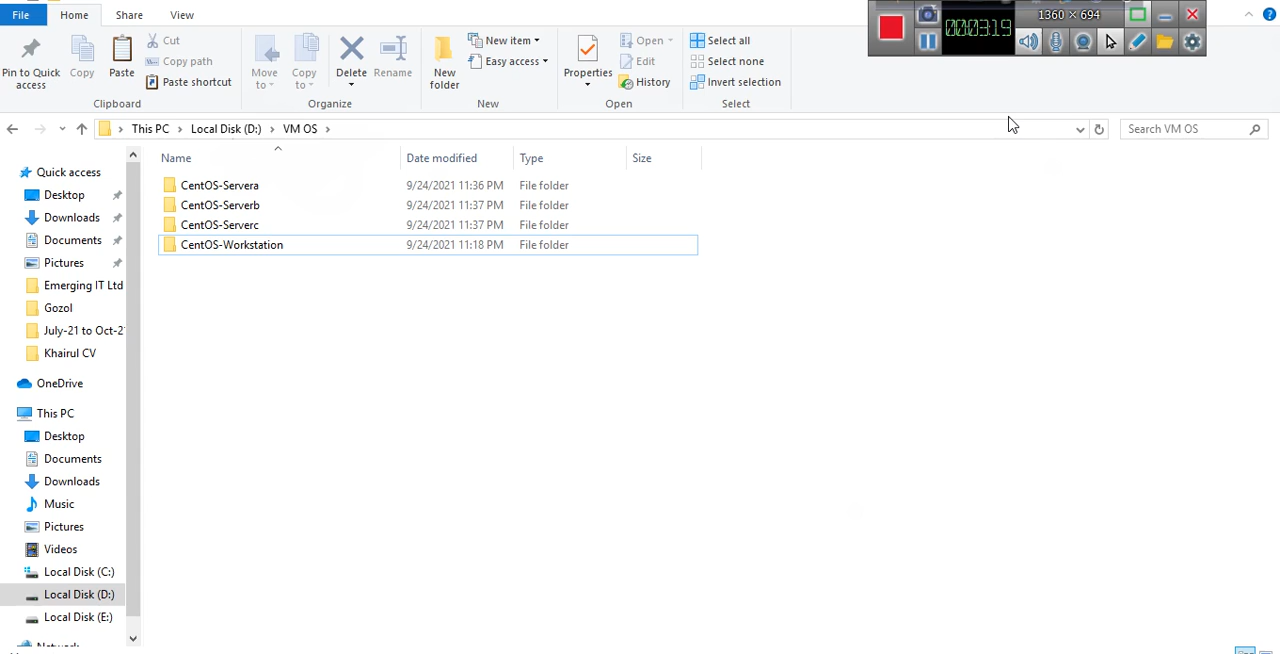 File Home Share View
1360 × 694
00:03:19
Pin to Quick access
Copy
Paste
Cut
Copy path
Paste shortcut
Clipboard
Move to
Copy to
Delete
Rename
Organize
New folder
New item
Easy access
New
Properties
Open
Edit
History
Open
Select all
Select none
Invert selection
Select
This PC > Local Disk (D:) > VM OS >
Search VM OS
Name Date modified Type Size
CentOS-Servera 9/24/2021 11:36 PM File folder
CentOS-Serverb 9/24/2021 11:37 PM File folder
CentOS-Serverc 9/24/2021 11:37 PM File folder
CentOS-Workstation 9/24/2021 11:18 PM File folder
Quick access
Desktop
Downloads
Documents
Pictures
Emerging IT Ltd
Gozol
July-21 to Oct-2
Khairul CV
OneDrive
This PC
Desktop
Documents
Downloads
Music
Pictures
Videos
Local Disk (C:)
Local Disk (D:)
Local Disk (E:)
Network